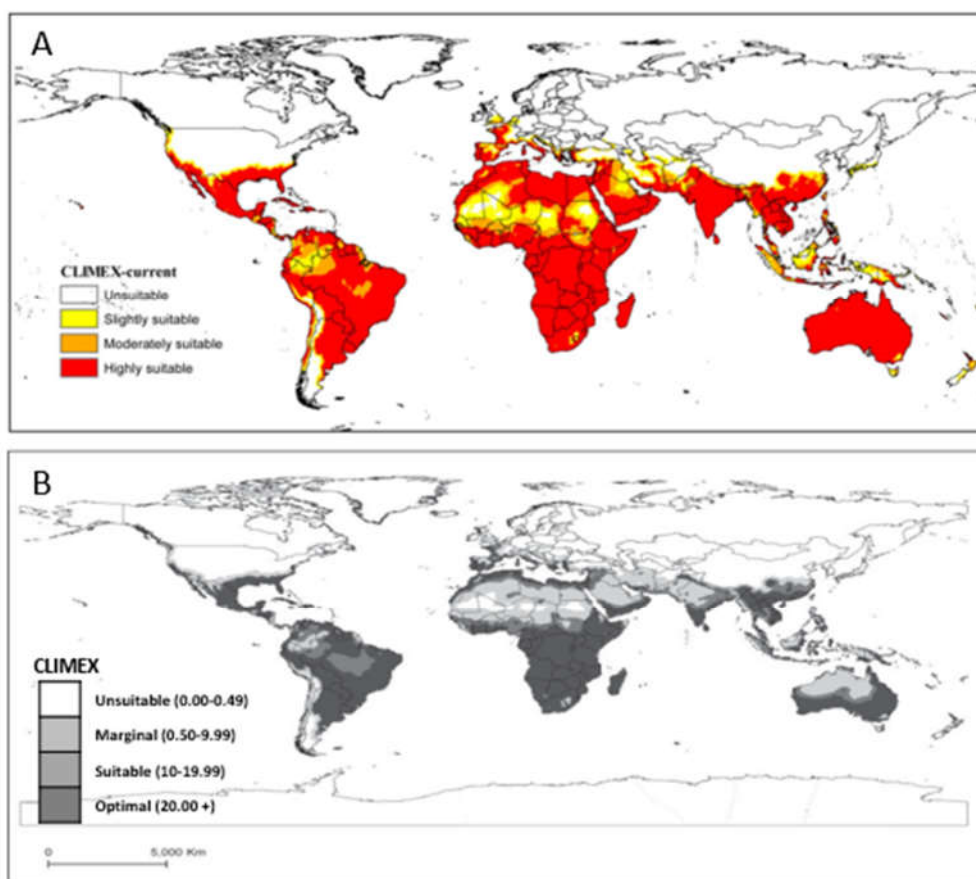 A
CLIMEX-current
Unsuitable
Slightly suitable
Moderately suitable
Highly suitable
B
CLIMEX
Unsuitable (0.00-0.49)
Marginal (0.50-9.99)
Suitable (10-19.99)
Optimal (20.00 +)
0 5,000 Km